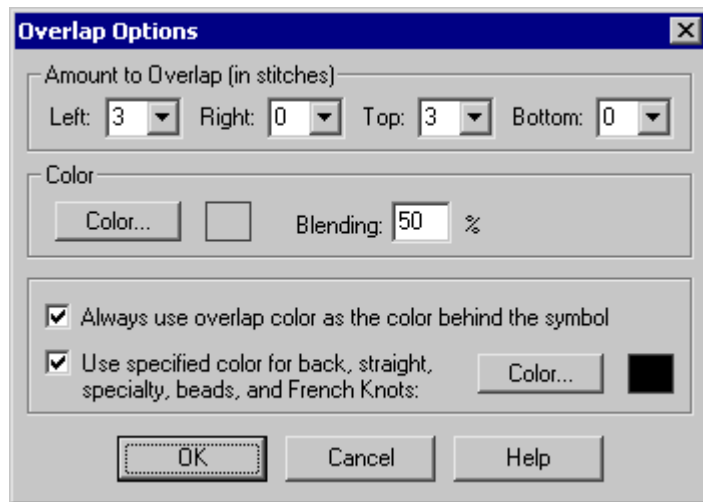 Overlap Options
Amount to Overlap (in stitches)
Left: 3 Right: 0 Top: 3 Bottom: 0
Color
Color... Blending: 50 %
Always use overlap color as the color behind the symbol
Use specified color for back, straight,
specialty, beads, and French Knots: Color...
OK Cancel Help